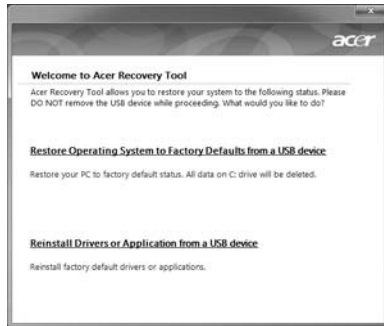 acer
Welcome to Acer Recovery Tool
Acer Recovery Tool allows you to restore your system to the following status. Please
DO NOT remove the USB device while proceeding. What would you like to do?
Restore Operating System to Factory Defaults from a USB device
Restore your PC to factory default status. All data on C: drive will be deleted.
Reinstall Drivers or Application from a USB device
Reinstall factory default drivers or applications.